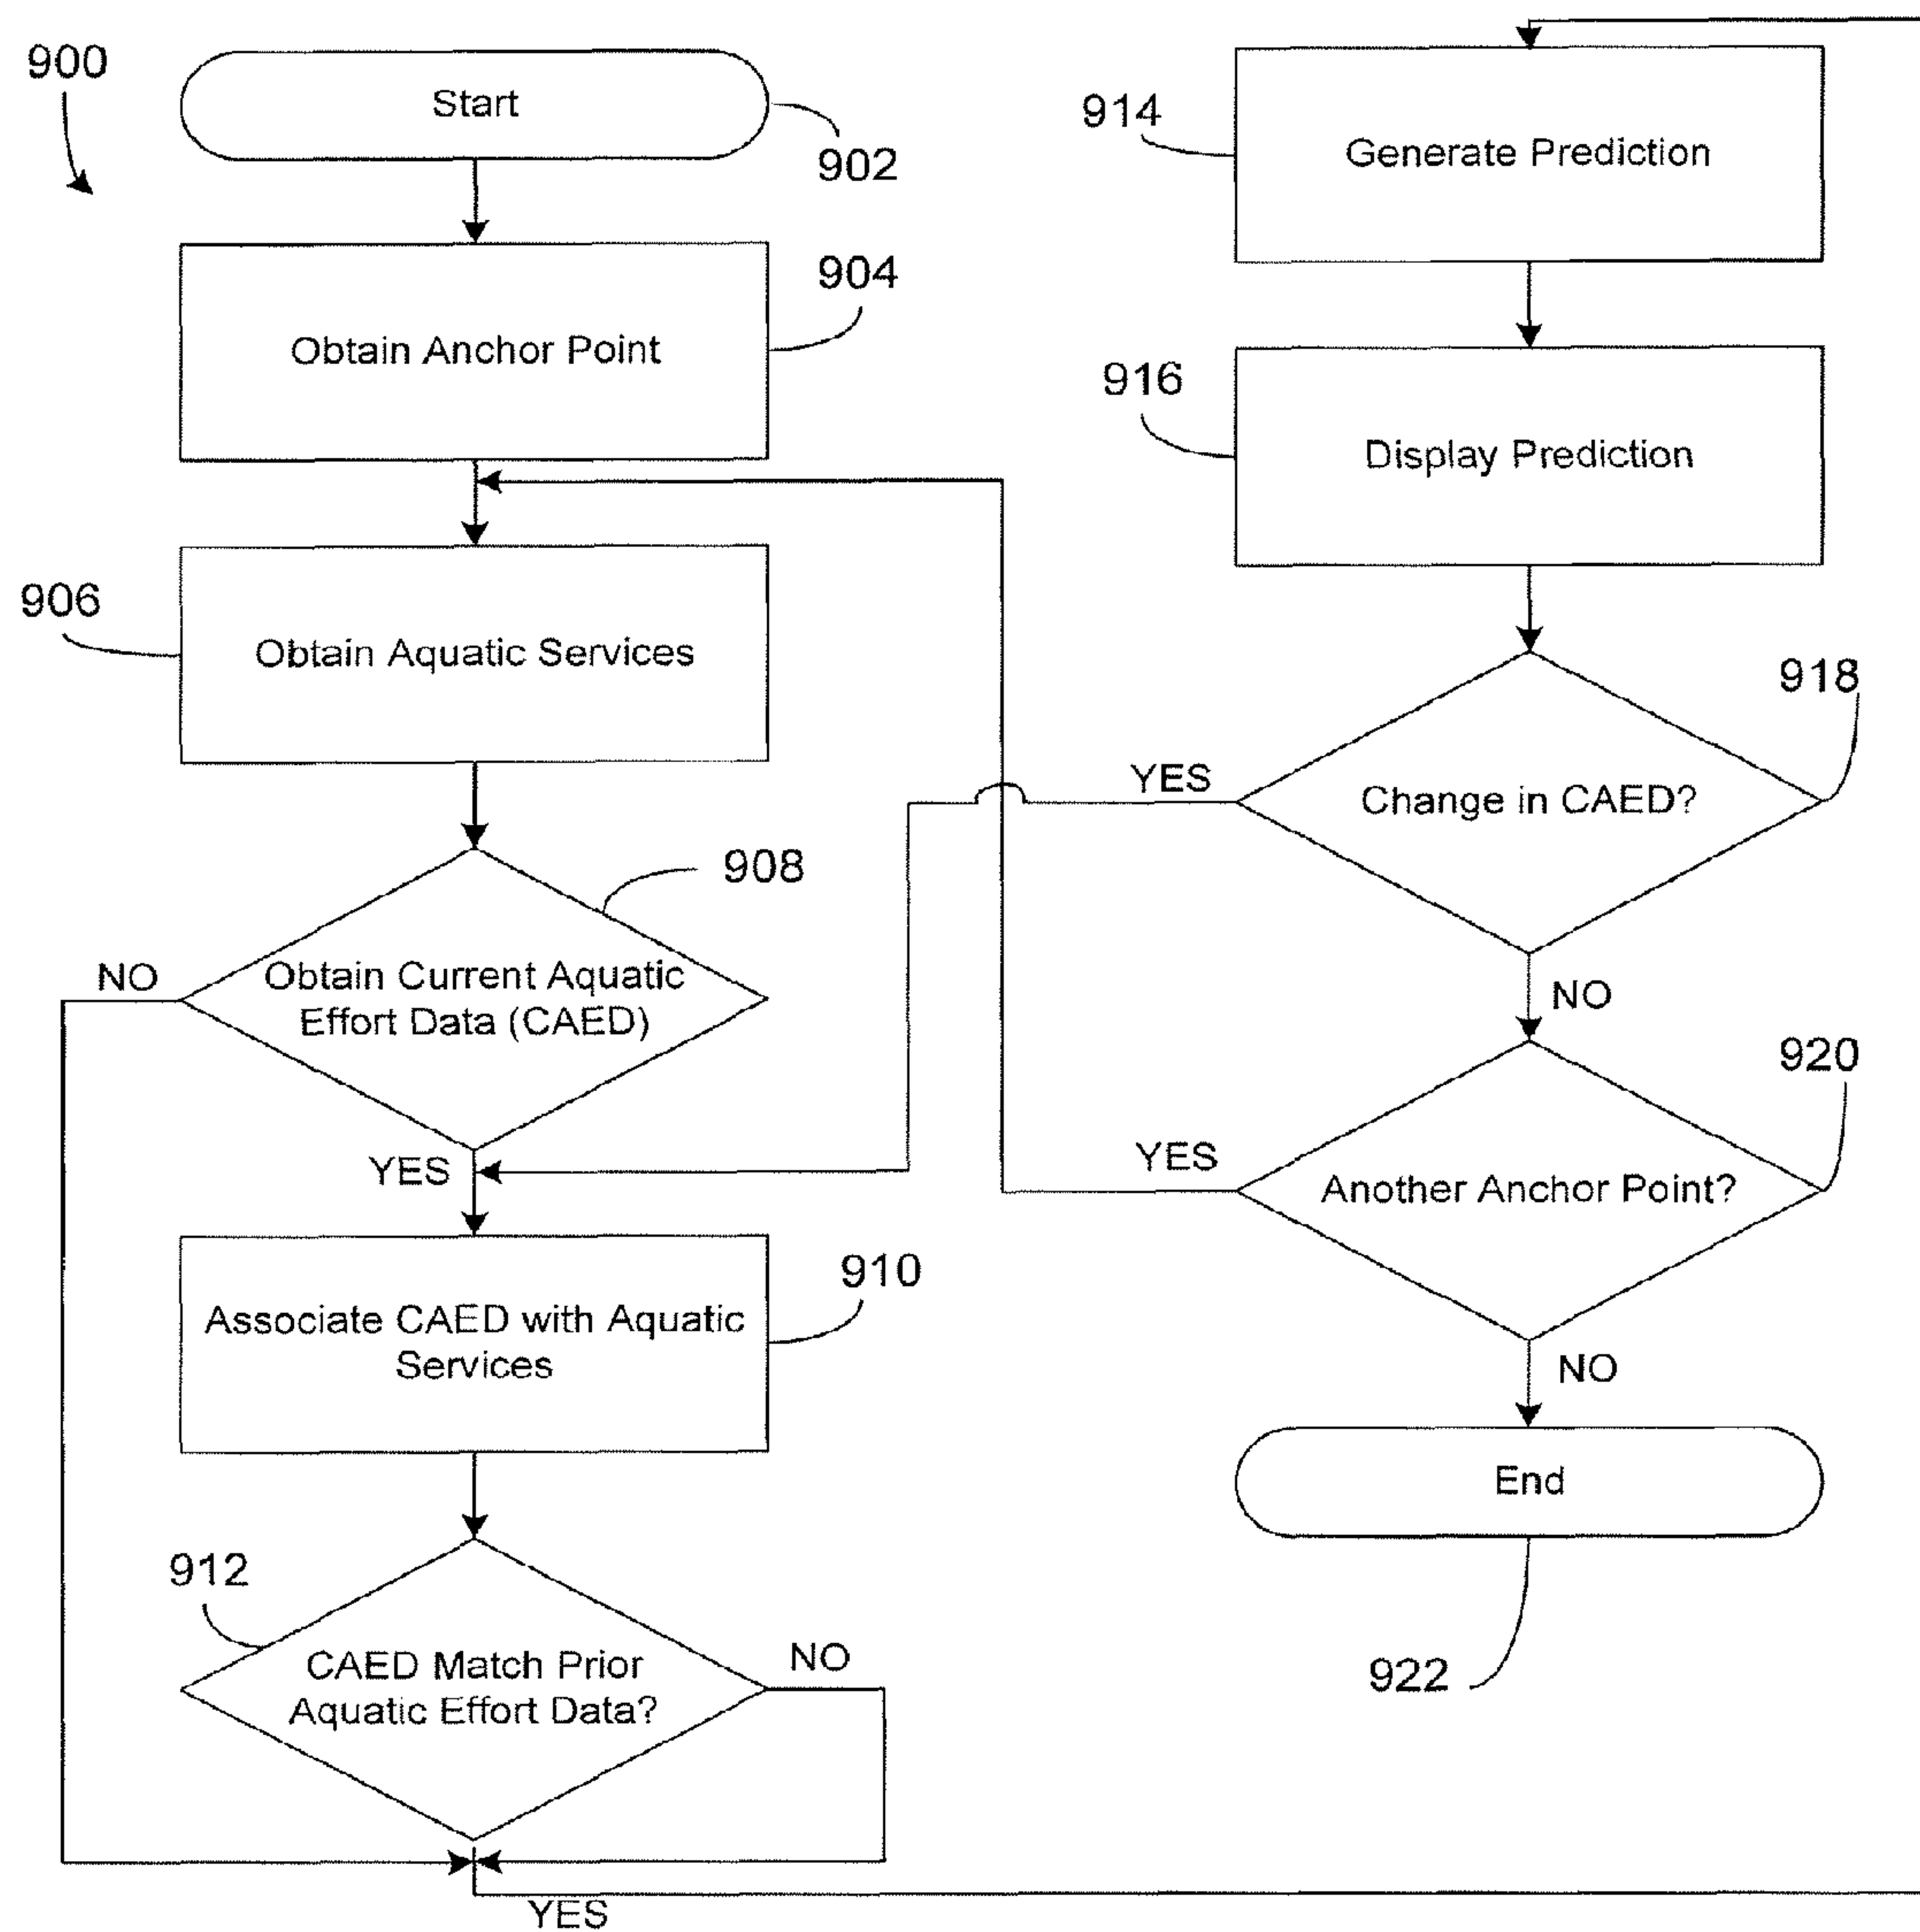 900
Start
902
Obtain Anchor Point
904
906
Obtain Aquatic Services
908
Obtain Current Aquatic
Effort Data (CAED)
NO
YES
Associate CAED with Aquatic
Services
910
912
CAED Match Prior
Aquatic Effort Data?
NO
YES
914
Generate Prediction
916
Display Prediction
918
Change in CAED?
YES
NO
920
Another Anchor Point?
YES
NO
End
922